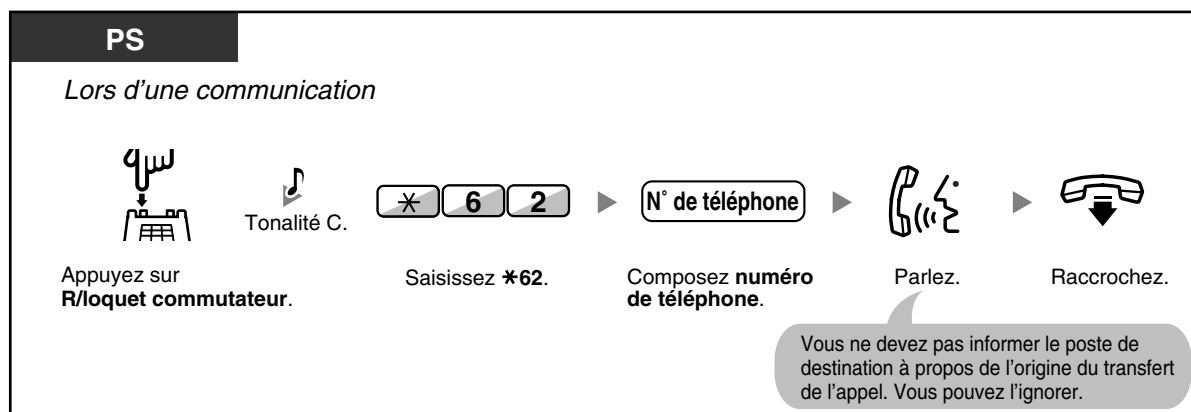 PS
Lors d’une communication
Tonalité C.
✳ 6 2
N˚ de téléphone
Appuyez sur
R/loquet commutateur.
Saisissez ✳62.
Composez numéro
de téléphone.
Parlez.
Raccrochez.
Vous ne devez pas informer le poste de
destination à propos de l’origine du transfert
de l’appel. Vous pouvez l’ignorer.